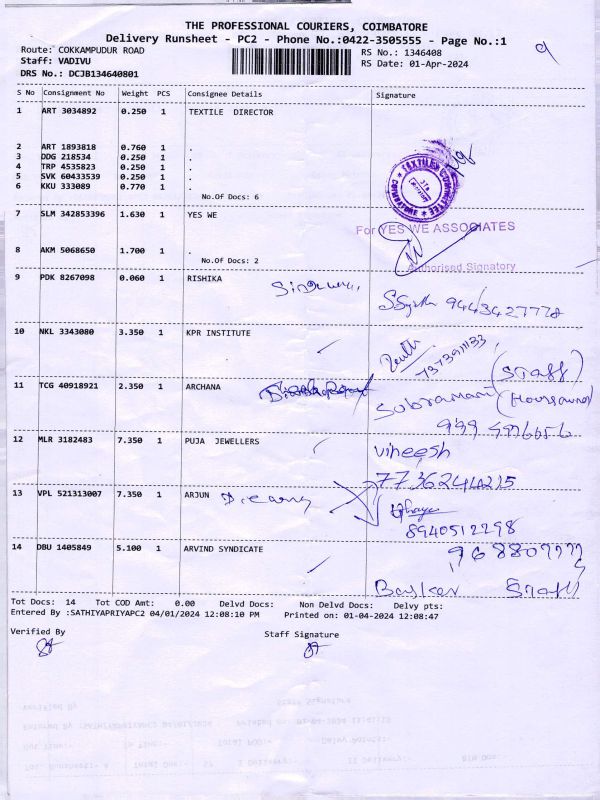 THE PROFESSIONAL COURIERS, COIMBATORE
Delivery Runsheet - PC2 - Phone No.:0422-3505555 - Page No.:1
Route: COKKAMPUDUR ROAD
RS No.: 1346408
Staff: VADIVU
RS Date: 01-Apr-2024
DRS No.: DCJB134640801
S No Consignment No Weight PCS Consignee Details Signature
1 ART 3034892 0.250 1 TEXTILE DIRECTOR
2 ART 1893818 0.760 1 .
3 DDG 218534 0.250 1 .
4 TRP 4535823 0.250 1 .
5 SVK 60433539 0.250 1 .
6 KKU 333089 0.770 1 .
No.Of Docs: 6
TEXTILES COMMITTEE
7 SLM 342853396 1.630 1 YES WE
For YES WE ASSOCIATES
8 AKM 5068650 1.700 1 .
No.Of Docs: 2
Authorised Signatory
9 PDK 8267098 0.060 1 RISHIKA
9443427778
10 NKL 3343080 3.350 1 KPR INSTITUTE
7373911133
(STAFF)
11 TCG 40918921 2.350 1 ARCHANA
Subramani
12 MLR 3182483 7.350 1 PUJA JEWELLERS
Vineesh
13 VPL 521313007 7.350 1 ARJUN
8940512298
14 DBU 1405849 5.100 1 ARVIND SYNDICATE
Baskar Staff
Tot Docs: 14 Tot COD Amt: 0.00 Delvd Docs: Non Delvd Docs: Delvy pts:
Entered By :SATHIYAPRIYAPC2 04/01/2024 12:08:10 PM Printed on: 01-04-2024 12:08:47
Verified By Staff Signature